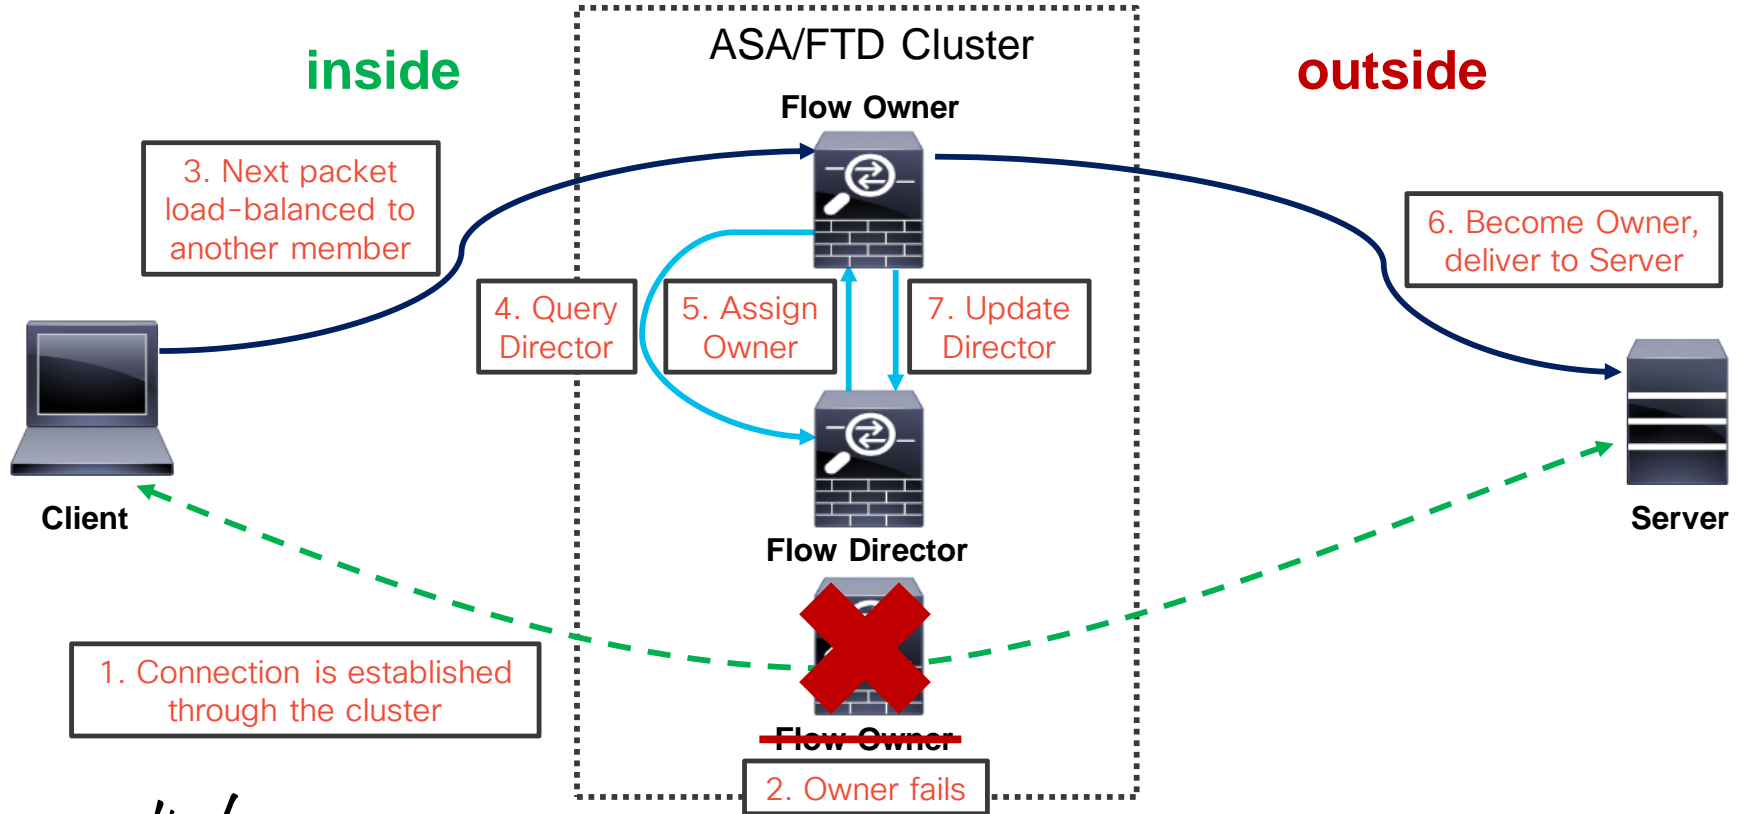 ASA/FTD Cluster
inside
outside
Flow Owner
3. Next packet
load-balanced to
another member
6. Become Owner,
deliver to Server
4. Query
Director
5. Assign
Owner
7. Update
Director
Client
Server
Flow Director
1. Connection is established
through the cluster
Flow Owner
2. Owner fails